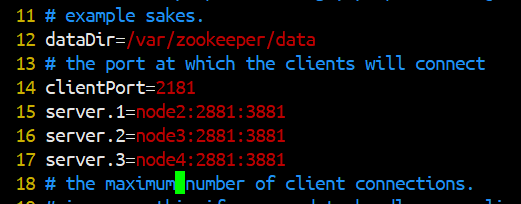 11 # example sakes.
12 dataDir=/var/zookeeper/data
13 # the port at which the clients will connect
14 clientPort=2181
15 server.1=node2:2881:3881
16 server.2=node3:2881:3881
17 server.3=node4:2881:3881
18 # the maximum number of client connections.